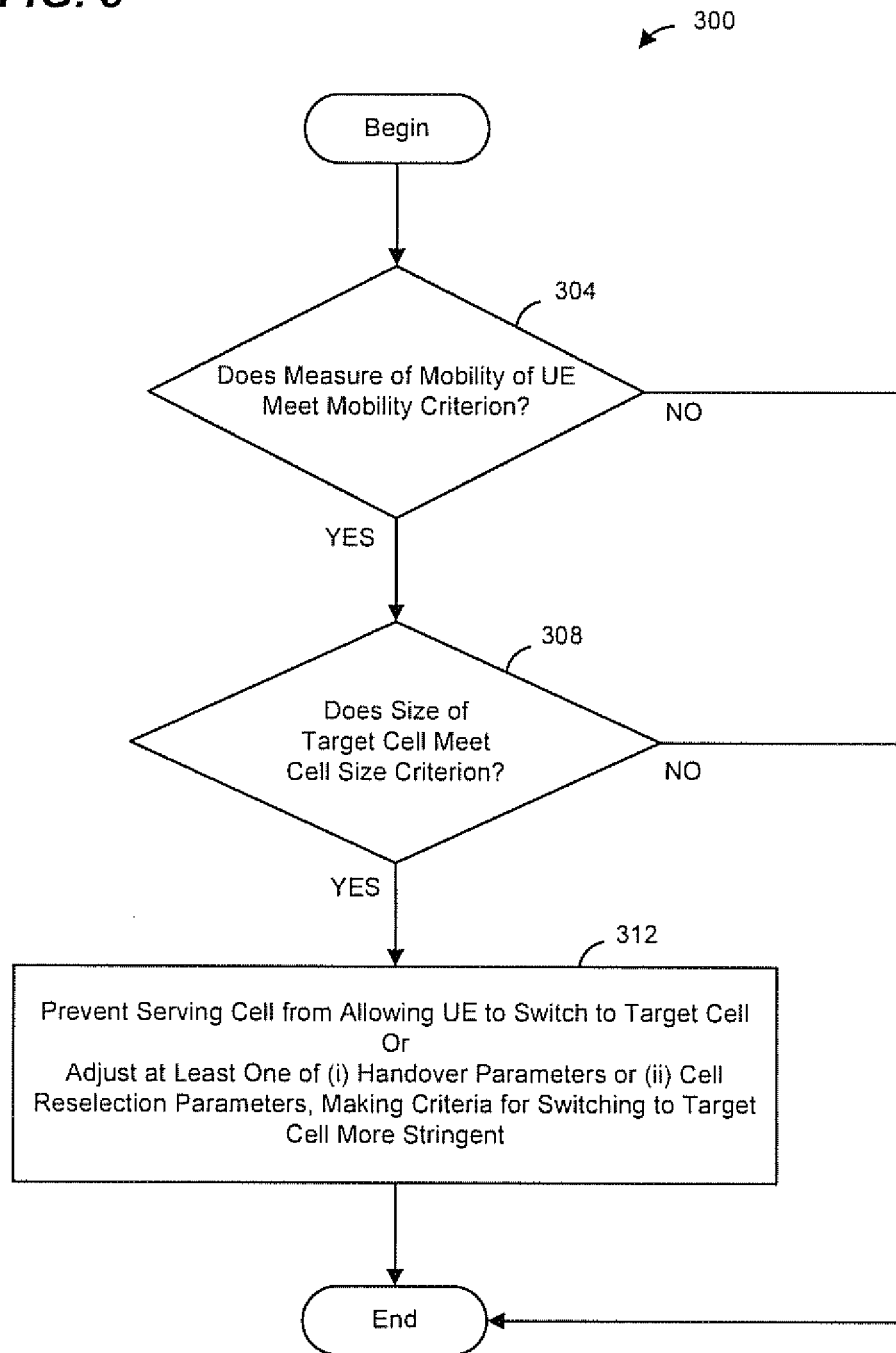 300
Begin
304
Does Measure of Mobility of UE
Meet Mobility Criterion?
NO
YES
308
Does Size of
Target Cell Meet
Cell Size Criterion?
NO
YES
312
Prevent Serving Cell from Allowing UE to Switch to Target Cell
Or
Adjust at Least One of (i) Handover Parameters or (ii) Cell
Reselection Parameters, Making Criteria for Switching to Target
Cell More Stringent
End